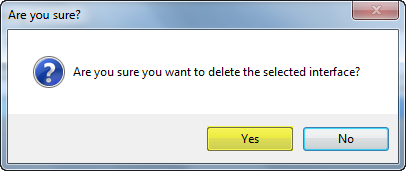 Are you sure?
Are you sure you want to delete the selected interface?
Yes
No